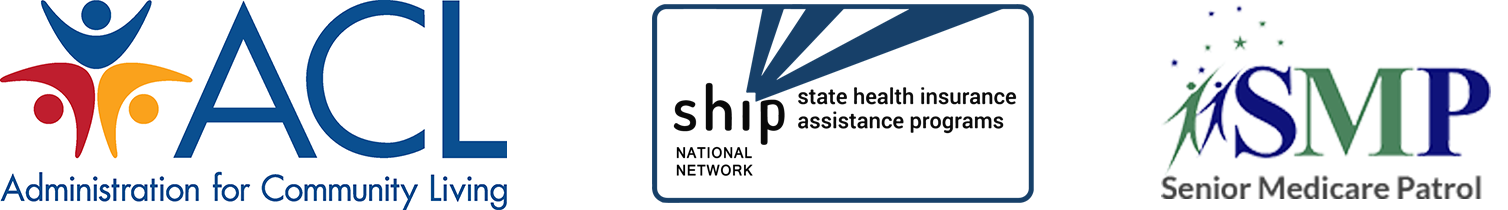 ACL
Administration for Community Living
ship
state health insurance
assistance programs
NATIONAL
NETWORK
SMP
Senior Medicare Patrol